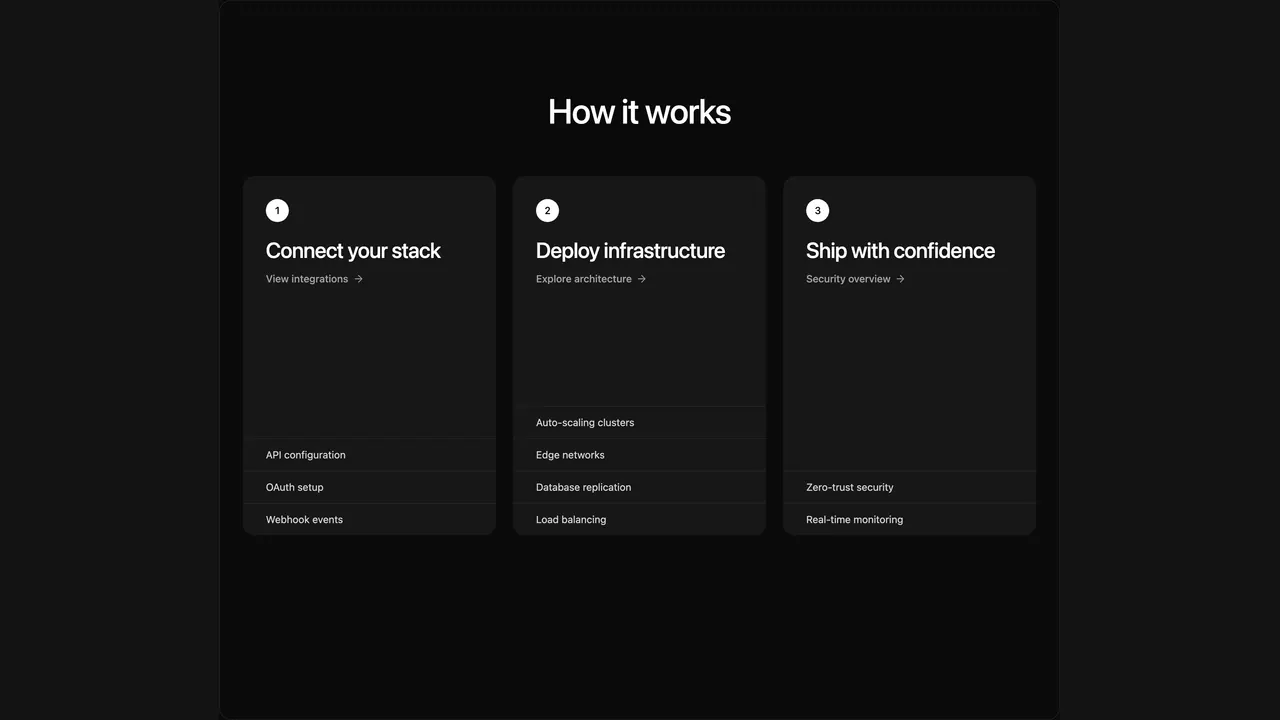 How it works
1
Connect your stack
View integrations →
API configuration
OAuth setup
Webhook events
2
Deploy infrastructure
Explore architecture →
Auto-scaling clusters
Edge networks
Database replication
Load balancing
3
Ship with confidence
Security overview →
Zero-trust security
Real-time monitoring